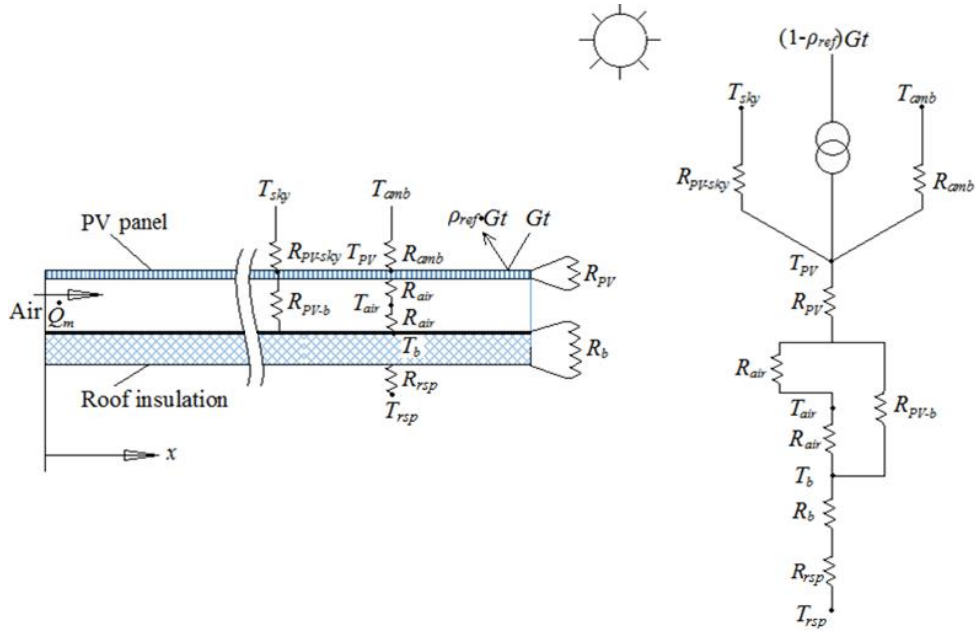 (1-ρref)Gt
Tsky
Tamb
RPV-sky
Ramb
TPV
RPV
Rair
Tair
RPV-b
Rair
Tb
Rb
Rrsp
Trsp
Tsky
Tamb
ρref•Gt
Gt
PV panel
RPV-sky
TPV
Ramb
RPV
Air
Q̇m
RPV-b
Tair
Rair
Rair
Tb
Rb
Roof insulation
Rrsp
Trsp
x